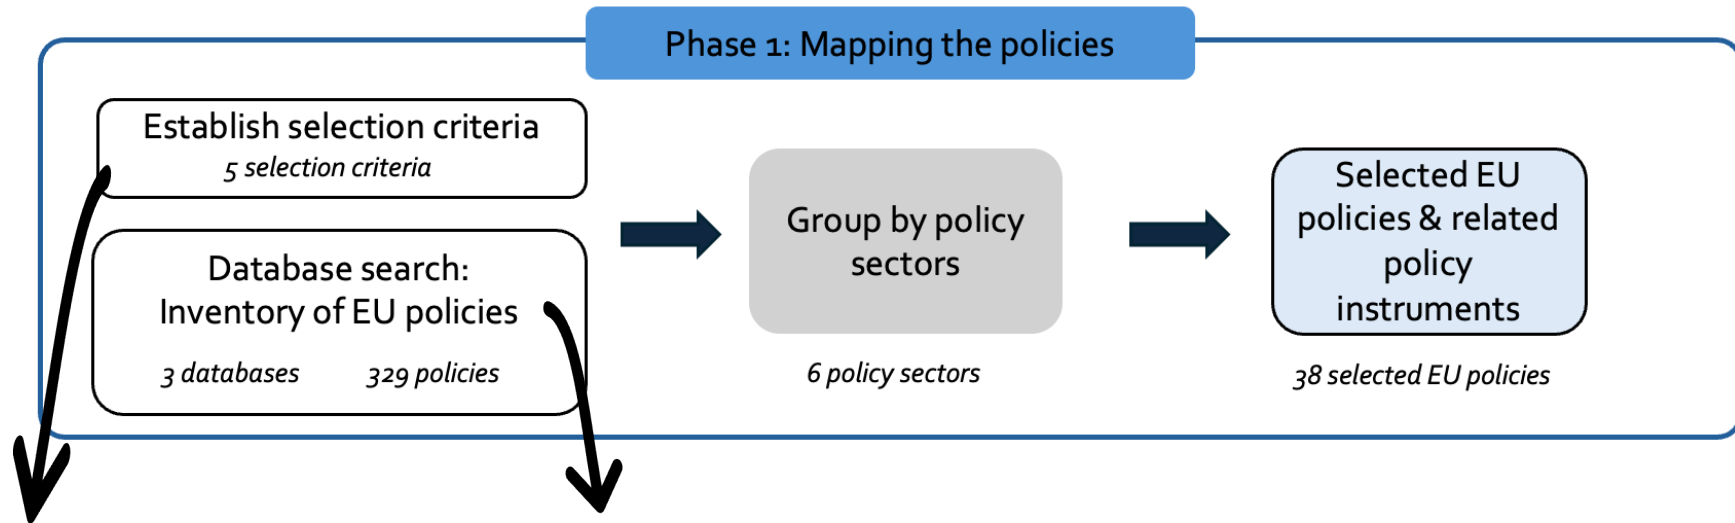 Phase 1: Mapping the policies
Establish selection criteria
5 selection criteria
Database search:
Inventory of EU policies
3 databases 329 policies
Group by policy
sectors
6 policy sectors
Selected EU
policies & related
policy
instruments
38 selected EU policies